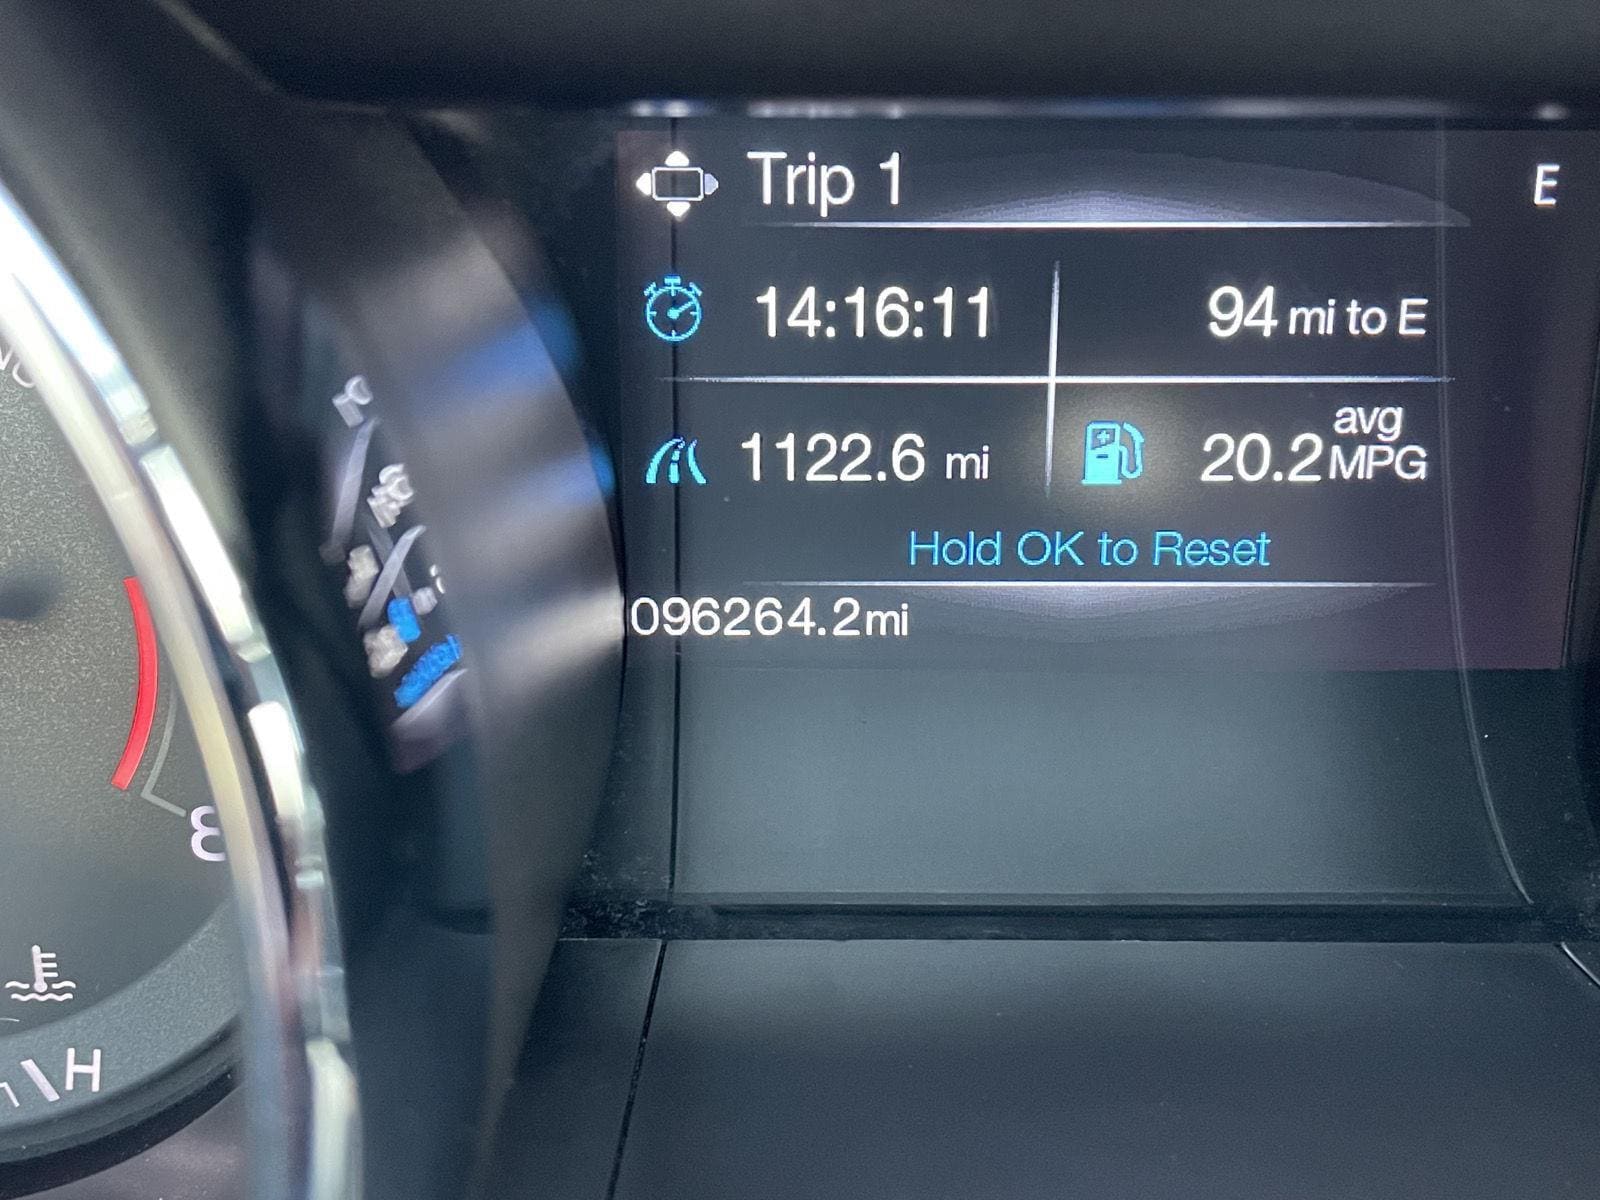 Trip 1
E
14:16:11
94 mi to E
1122.6 mi
20.2 avg MPG
Hold OK to Reset
096264.2mi
8
H